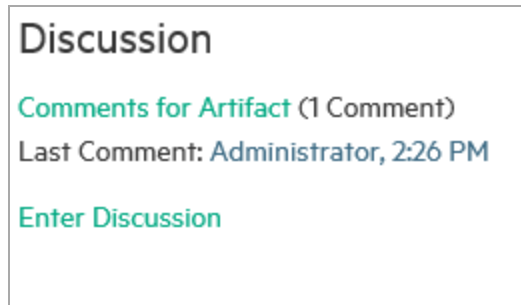 Discussion
Comments for Artifact (1 Comment)
Last Comment: Administrator, 2:26 PM
Enter Discussion